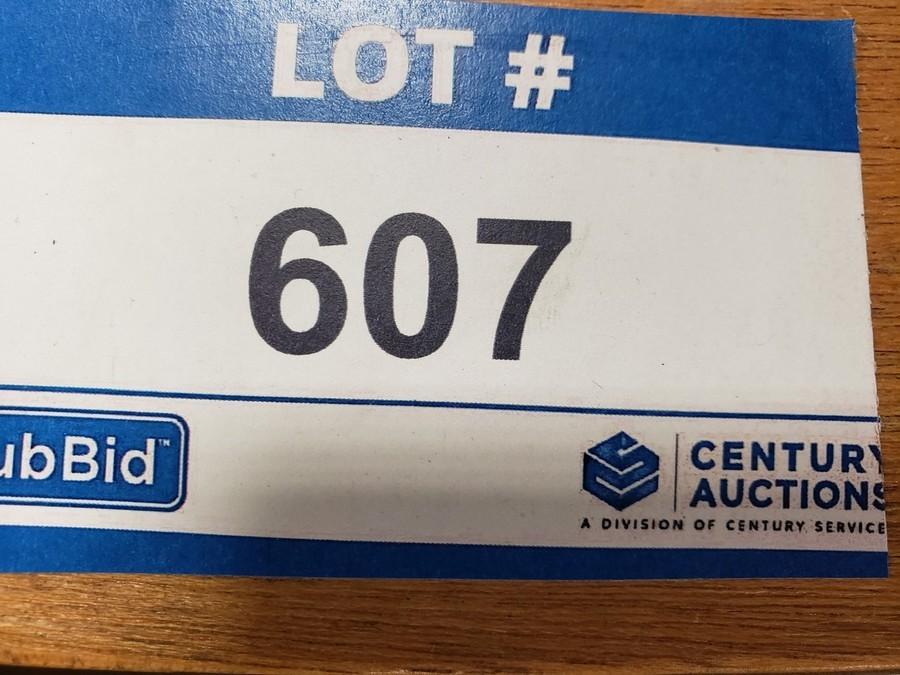 LOT #
607
ubBid™
CENTURY
AUCTIONS
A DIVISION OF CENTURY SERVICE